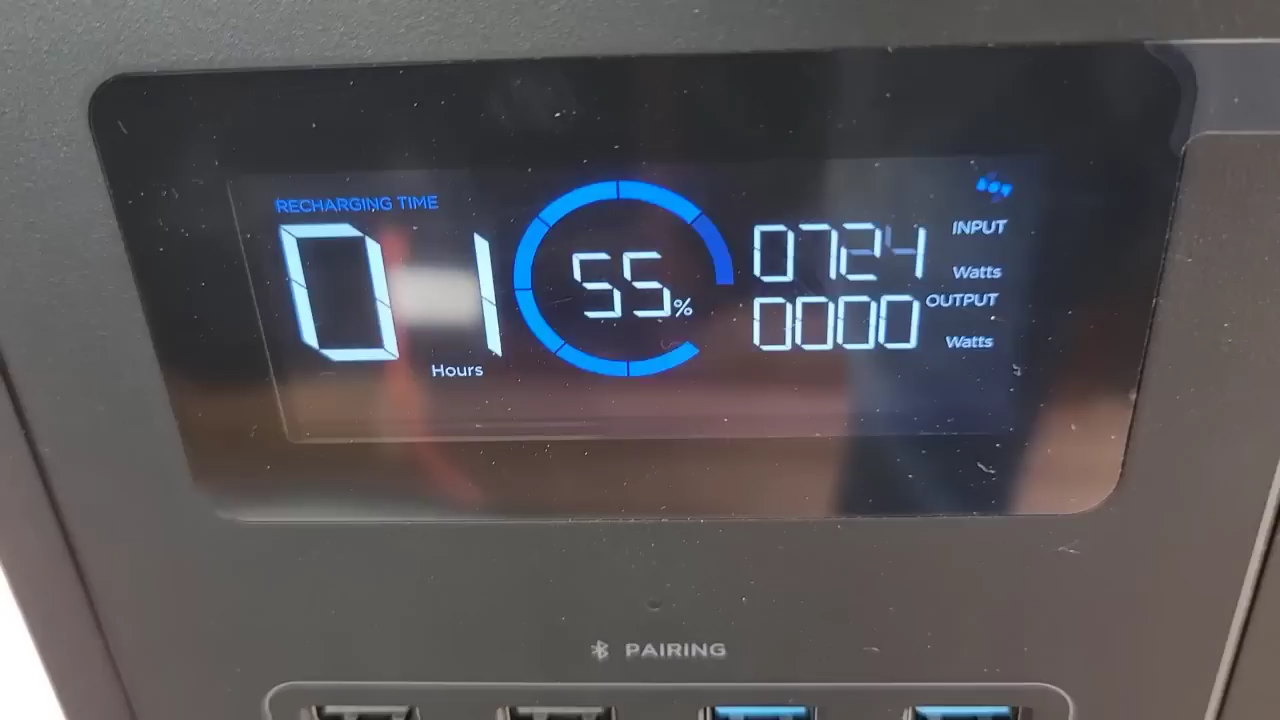 RECHARGING TIME
01
Hours
55%
0724
INPUT
Watts
0000
OUTPUT
Watts
PAIRING